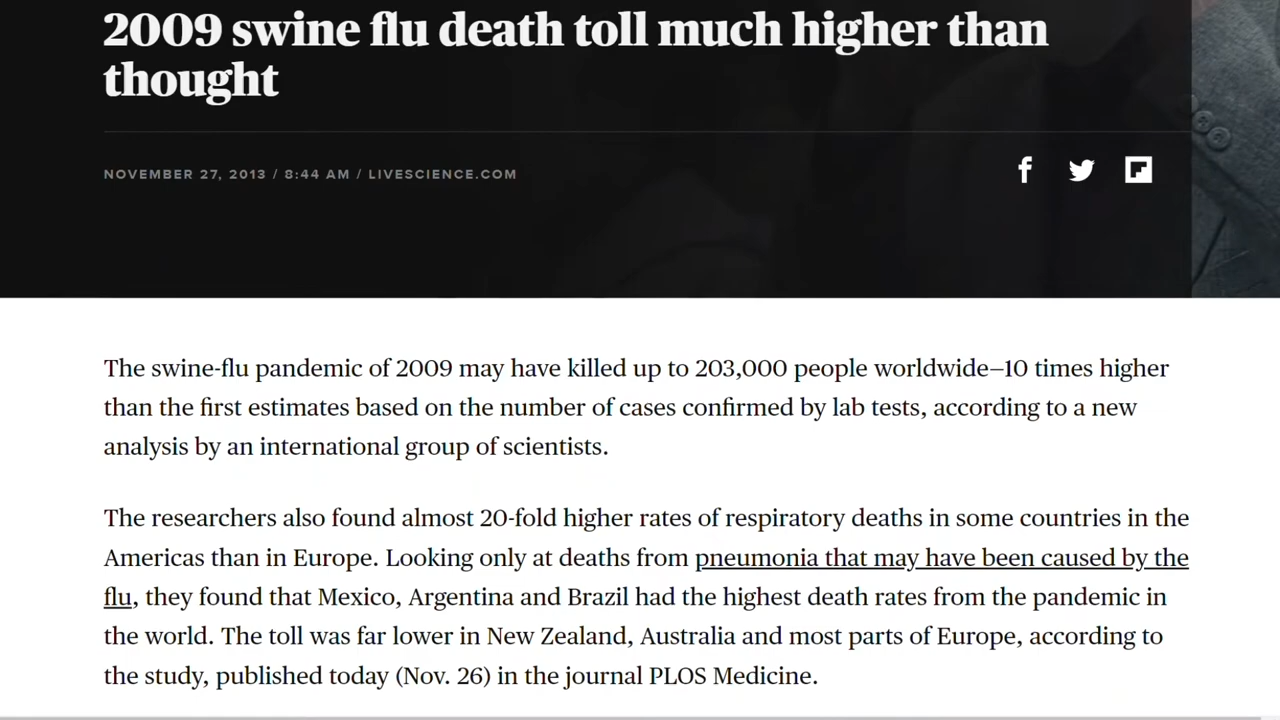 2009 swine flu death toll much higher than
thought
NOVEMBER 27, 2013 / 8:44 AM / LIVESCIENCE.COM
The swine-flu pandemic of 2009 may have killed up to 203,000 people worldwide—10 times higher
than the first estimates based on the number of cases confirmed by lab tests, according to a new
analysis by an international group of scientists.
The researchers also found almost 20-fold higher rates of respiratory deaths in some countries in the
Americas than in Europe. Looking only at deaths from pneumonia that may have been caused by the
flu, they found that Mexico, Argentina and Brazil had the highest death rates from the pandemic in
the world. The toll was far lower in New Zealand, Australia and most parts of Europe, according to
the study, published today (Nov. 26) in the journal PLOS Medicine.